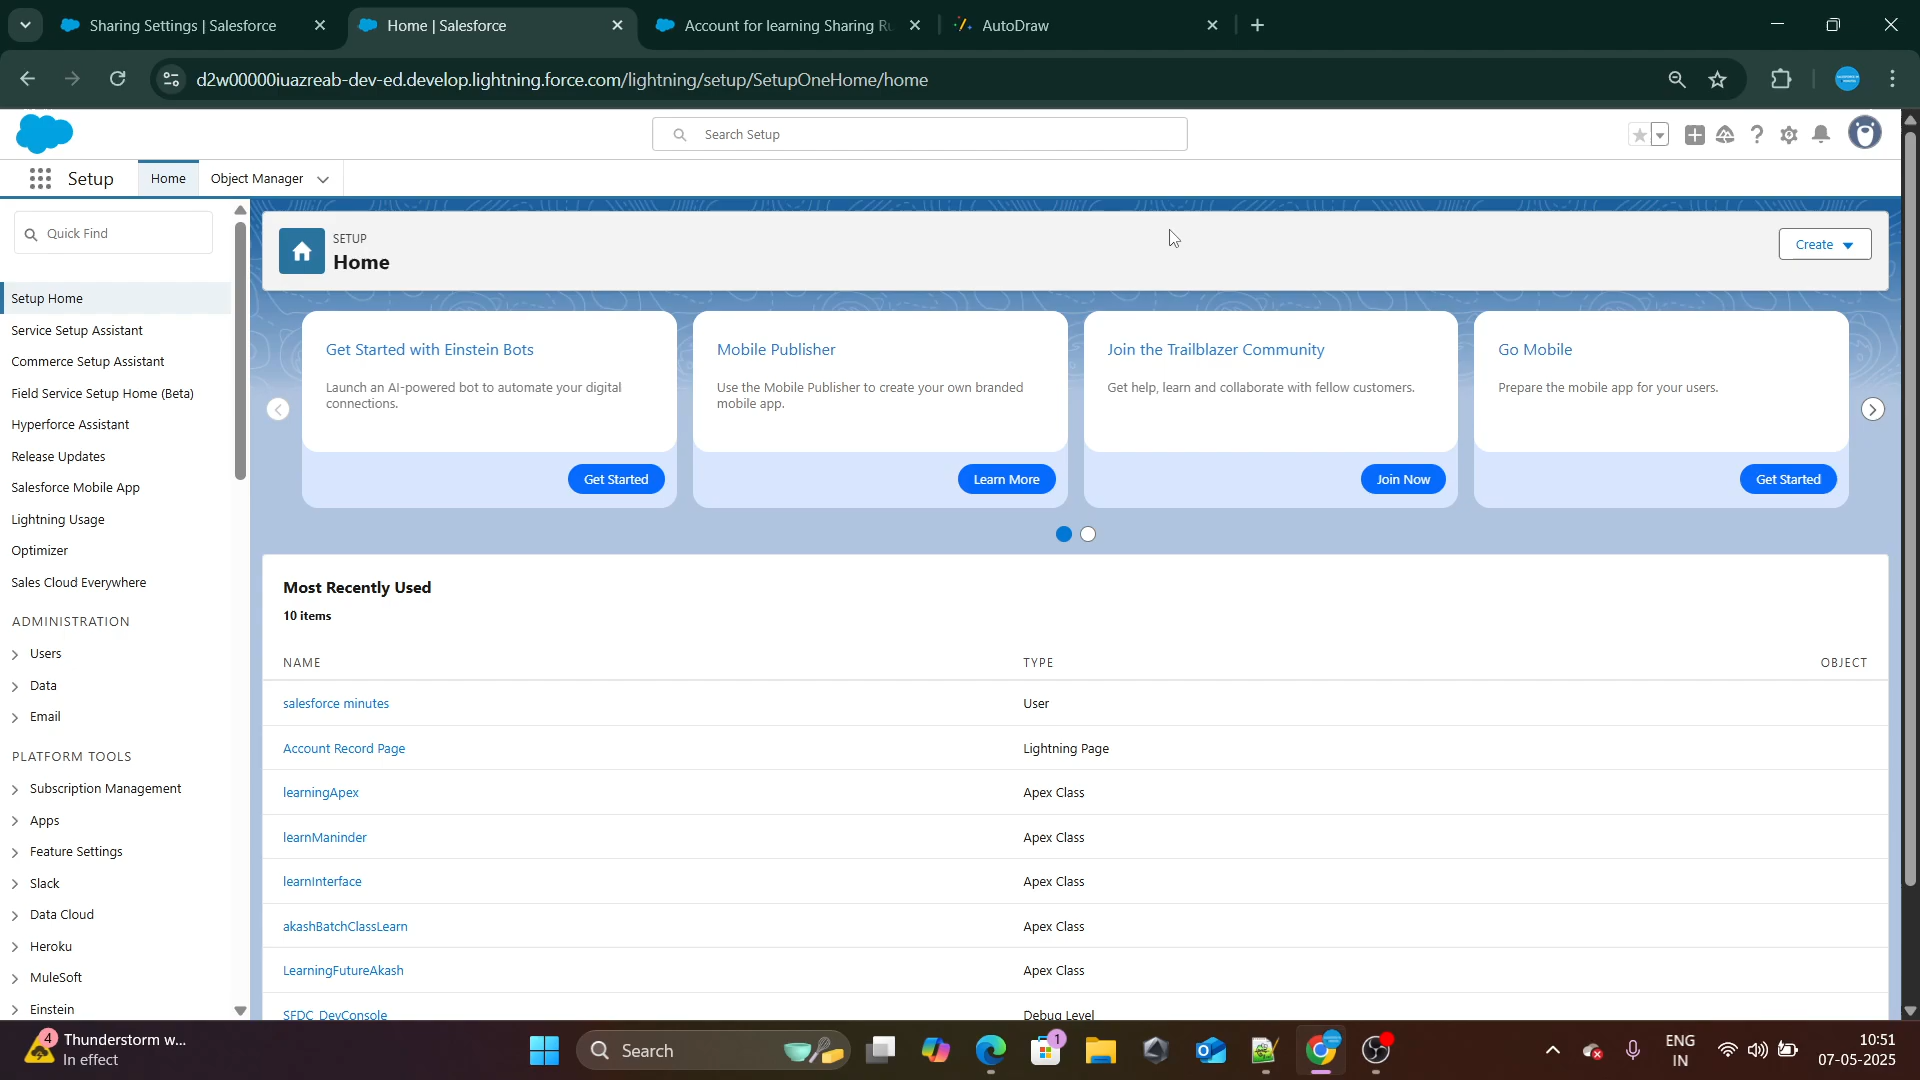 Sharing Settings | Salesforce
Home | Salesforce
Account for learning Sharing Ru
AutoDraw
d2w00000iuazreab-dev-ed.develop.lightning.force.com/lightning/setup/SetupOneHome/home
Search Setup
Setup
Home
Object Manager
Quick Find
Setup Home
Service Setup Assistant
Commerce Setup Assistant
Field Service Setup Home (Beta)
Hyperforce Assistant
Release Updates
Salesforce Mobile App
Lightning Usage
Optimizer
Sales Cloud Everywhere
ADMINISTRATION
Users
Data
Email
PLATFORM TOOLS
Subscription Management
Apps
Feature Settings
Slack
Data Cloud
Heroku
MuleSoft
Einstein
SETUP
Home
Create
Get Started with Einstein Bots
Launch an AI-powered bot to automate your digital
connections.
Get Started
Mobile Publisher
Use the Mobile Publisher to create your own branded
mobile app.
Learn More
Join the Trailblazer Community
Get help, learn and collaborate with fellow customers.
Join Now
Go Mobile
Prepare the mobile app for your users.
Get Started
Most Recently Used
10 items
NAME TYPE OBJECT
salesforce minutes User
Account Record Page Lightning Page
learningApex Apex Class
learnManinder Apex Class
learnInterface Apex Class
akashBatchClassLearn Apex Class
LearningFutureAkash Apex Class
SFDC_DevConsole Debug Level
4
Thunderstorm w...
In effect
Search
1
ENG
IN
10:51
07-05-2025